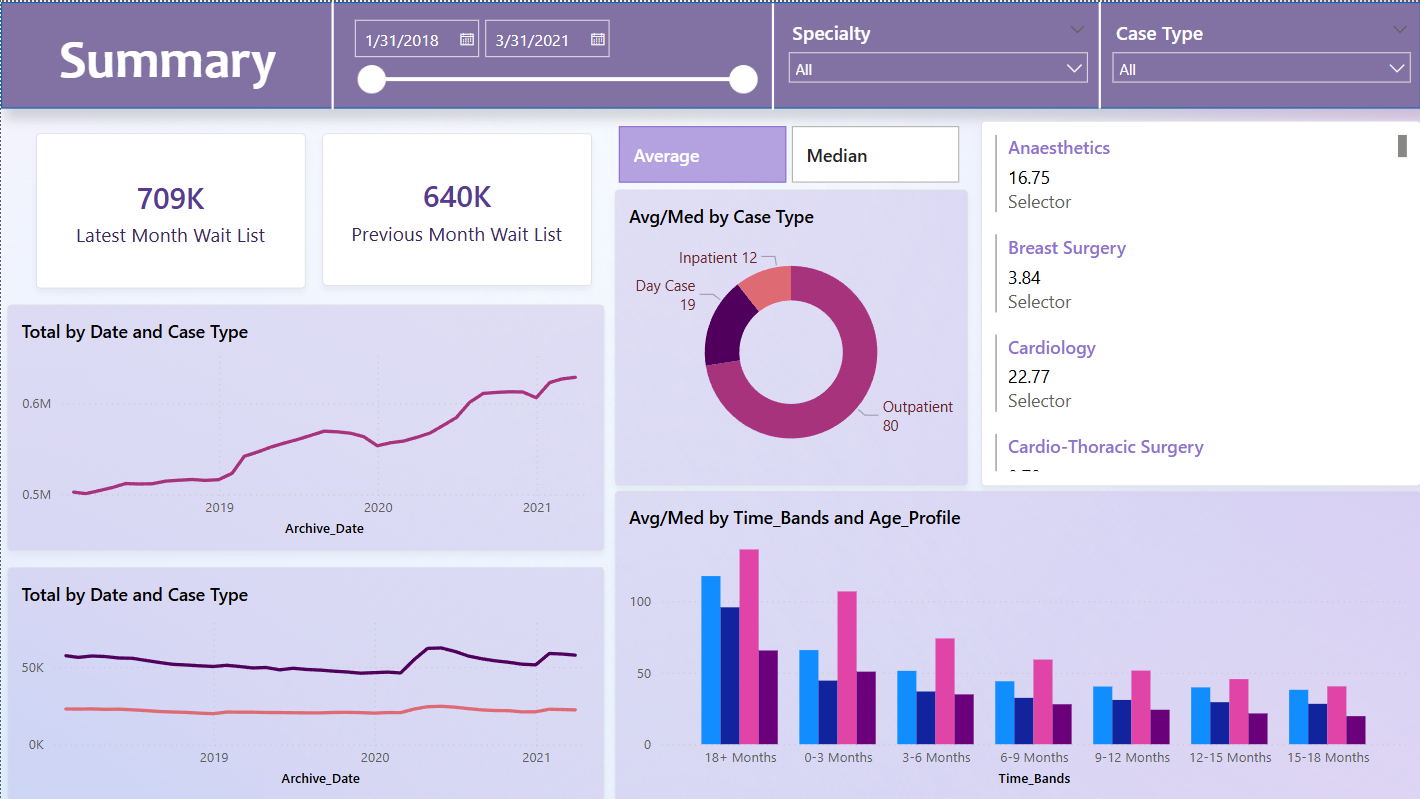 Summary
1/31/2018
3/31/2021
Specialty
All
Case Type
All
709K
Latest Month Wait List
640K
Previous Month Wait List
Average
Median
Anaesthetics
16.75
Selector
Breast Surgery
3.84
Selector
Cardiology
22.77
Selector
Cardio-Thoracic Surgery
Avg/Med by Case Type
Inpatient 12
Day Case
19
Outpatient
80
Total by Date and Case Type
0.6M
0.5M
2019
2020
2021
Archive_Date
Total by Date and Case Type
50K
0K
2019
2020
2021
Archive_Date
Avg/Med by Time_Bands and Age_Profile
100
50
0
18+ Months
0-3 Months
3-6 Months
6-9 Months
9-12 Months
12-15 Months
15-18 Months
Time_Bands